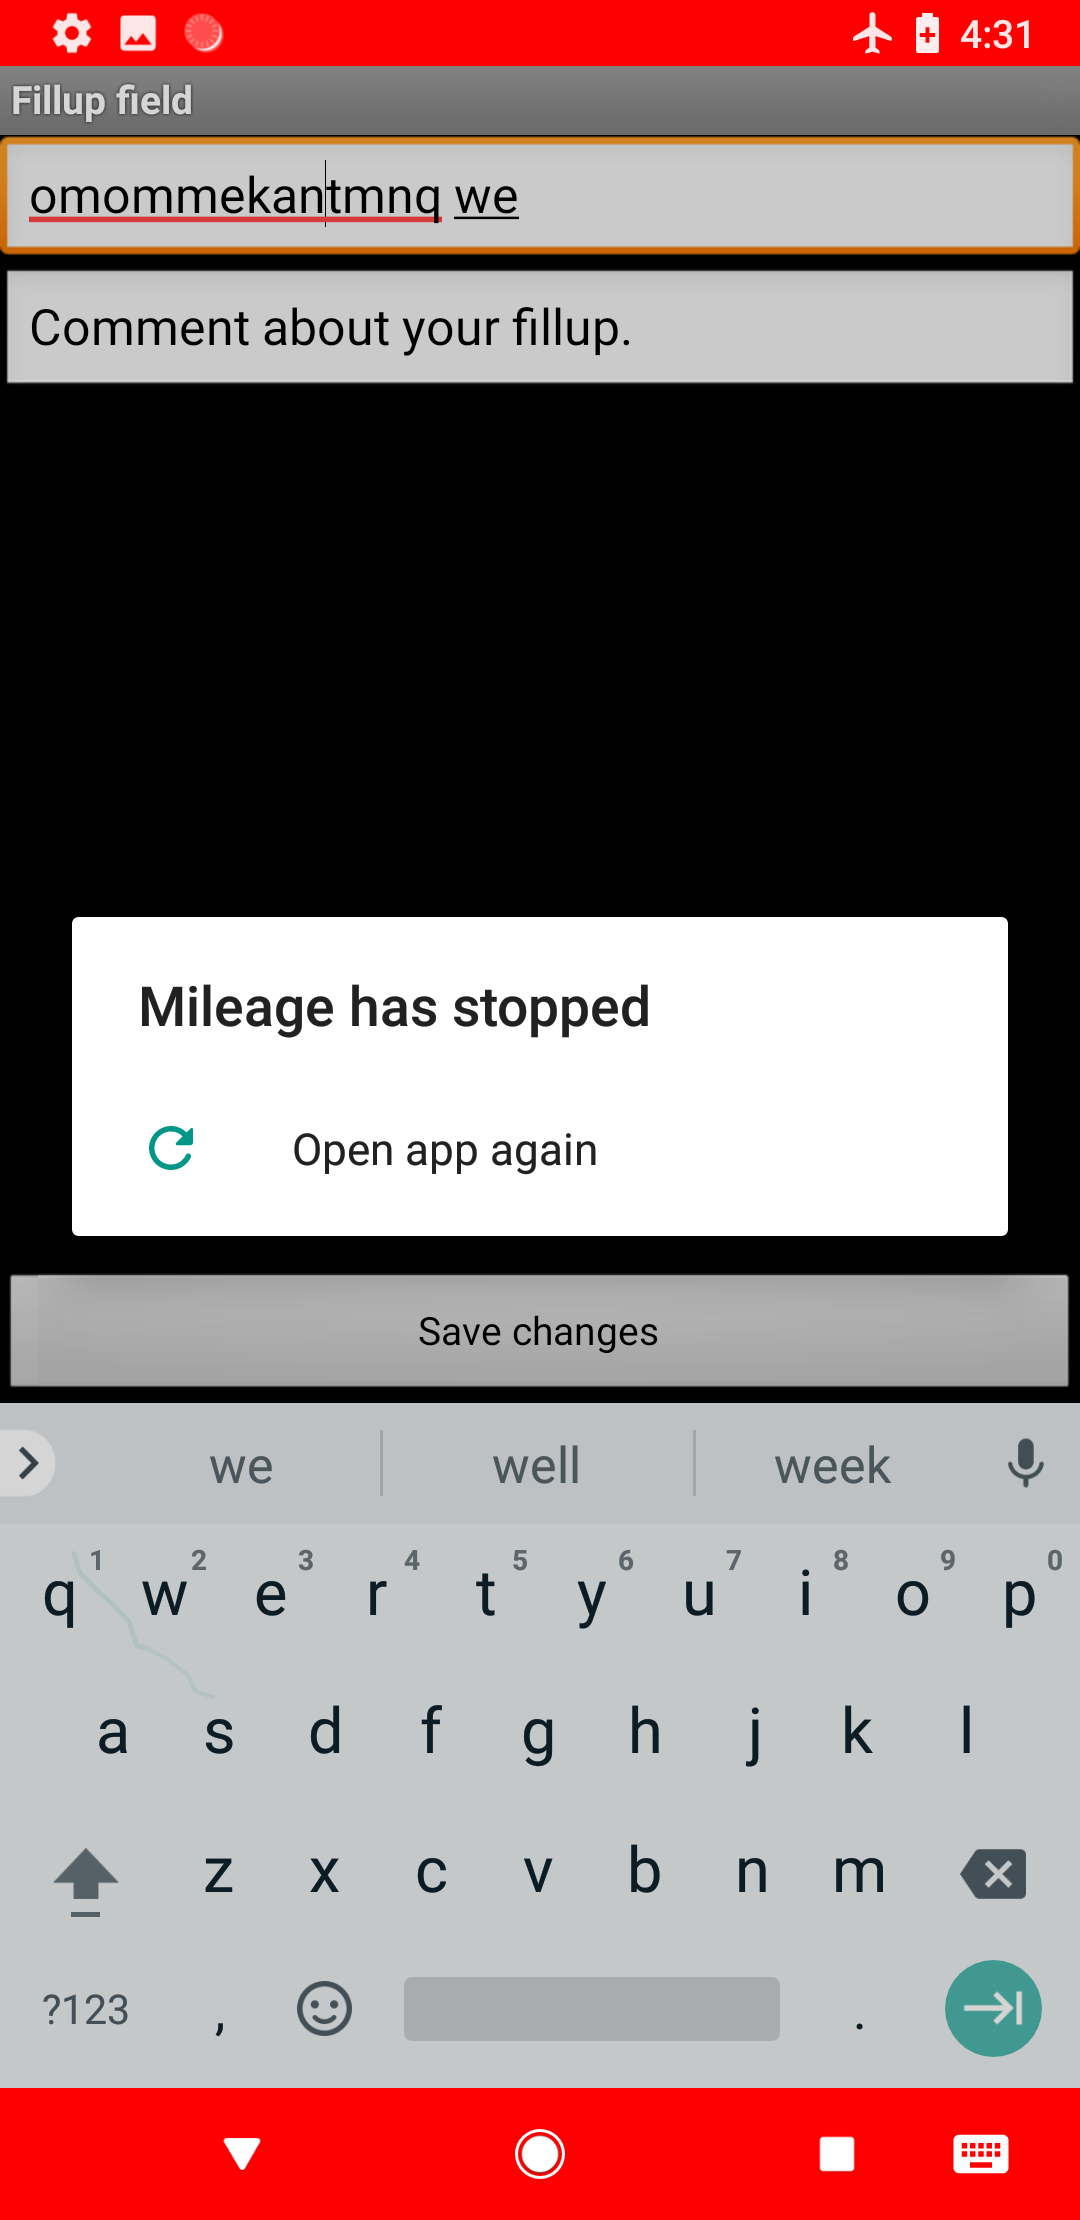 4:31
Fillup field
omommekantmnq we
Comment about your fillup.
Mileage has stopped
Open app again
Save changes
we well week
1 2 3 4 5 6 7 8 9 0
q w e r t y u i o p
a s d f g h j k l
z x c v b n m
?123 , .